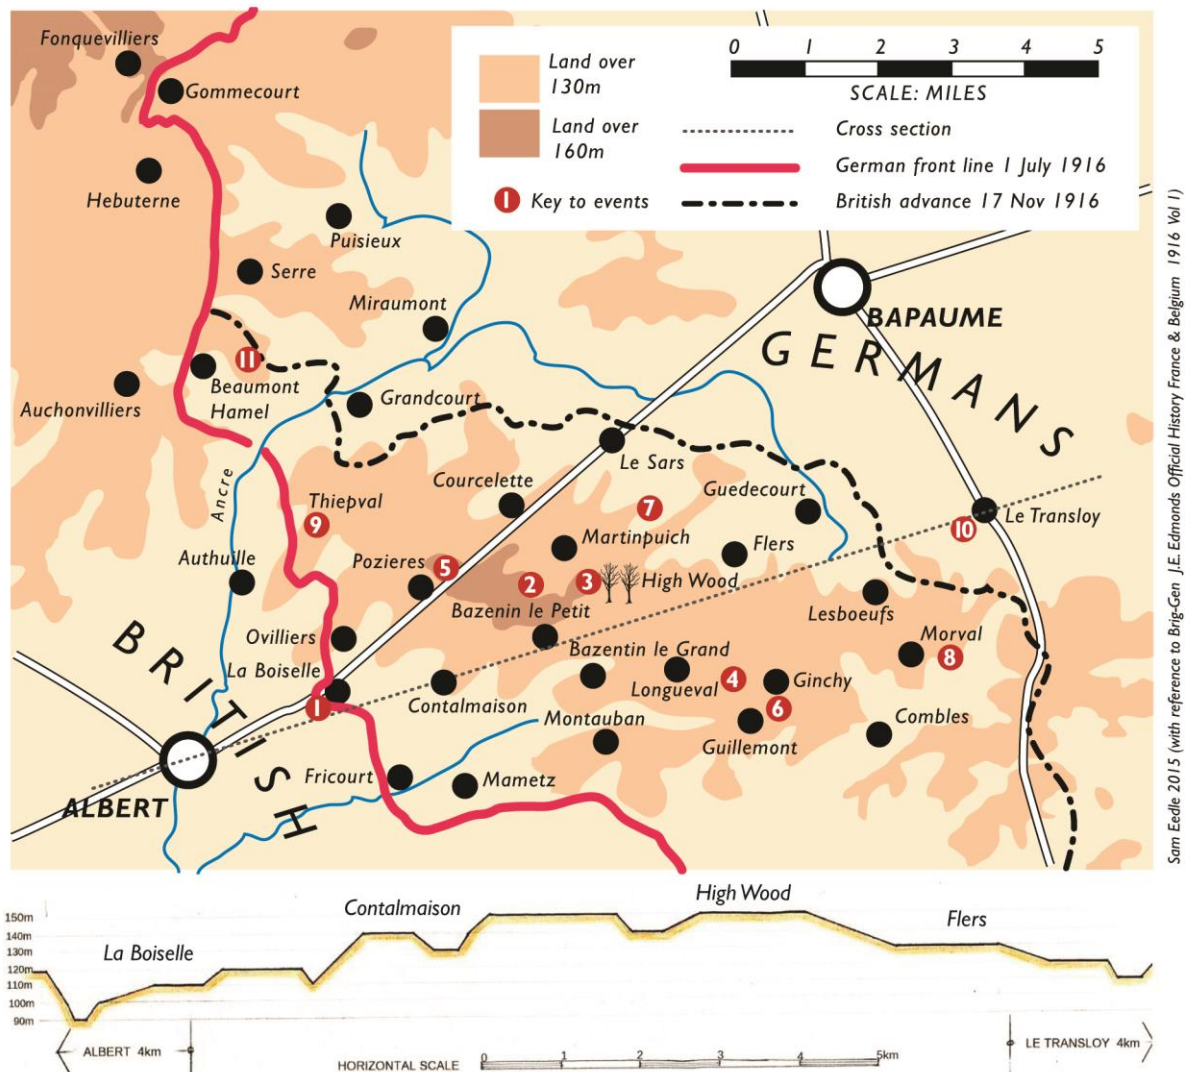 Fonquevilliers
Gommecourt
Hebuterne
Puisieux
Serre
Miraumont
Beaumont
Hamel
Auchonvilliers
Grandcourt
Ancre
Thiepval
Courcelette
Le Sars
Guedecourt
Le Transloy
Martinpuich
Flers
Authuille
Pozieres
High Wood
Bazenin le Petit
Lesboeufs
Ovilliers
La Boiselle
Bazentin le Grand
Morval
Contalmaison
Longueval
Ginchy
Montauban
Guillemont
Combles
Fricourt
Mametz
ALBERT
BAPAUME
BRITISH
GERMANS
1
2
3
4
5
6
7
8
9
10
11
Land over
130m
Land over
160m
1 Key to events
0 1 2 3 4 5
SCALE: MILES
Cross section
German front line 1 July 1916
British advance 17 Nov 1916
Sam Eedle 2015 (with reference to Brig-Gen J.E. Edmonds Official History France & Belgium 1916 Vol 1)
150m
140m
130m
120m
110m
100m
90m
La Boiselle
Contalmaison
High Wood
Flers
ALBERT 4km
HORIZONTAL SCALE
0 1 2 3 4 5km
LE TRANSLOY 4km